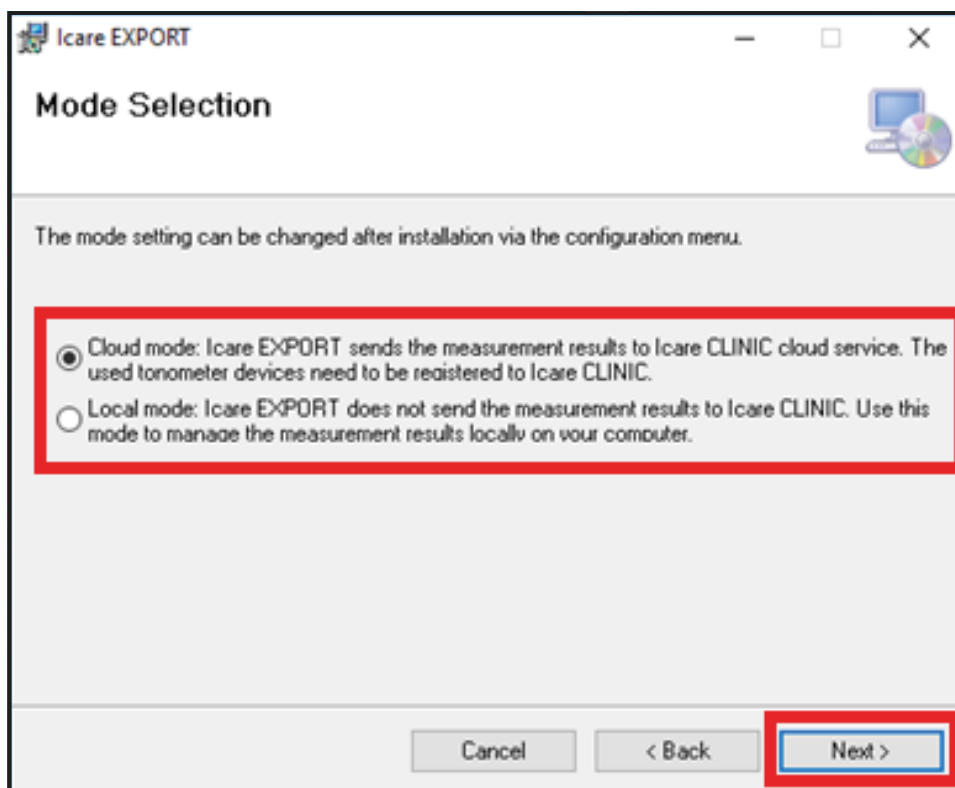 Icare EXPORT
Mode Selection
The mode setting can be changed after installation via the configuration menu.
Cloud mode: Icare EXPORT sends the measurement results to Icare CLINIC cloud service. The
used tonometer devices need to be registered to Icare CLINIC.
Local mode: Icare EXPORT does not send the measurement results to Icare CLINIC. Use this
mode to manage the measurement results locally on your computer.
Cancel
< Back
Next >